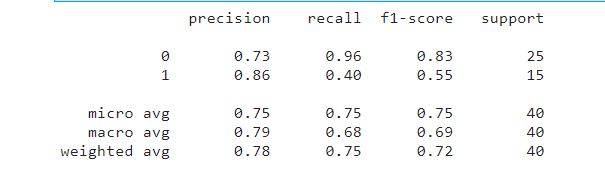 precision recall f1-score support
0 0.73 0.96 0.83 25
1 0.86 0.40 0.55 15
micro avg 0.75 0.75 0.75 40
macro avg 0.79 0.68 0.69 40
weighted avg 0.78 0.75 0.72 40